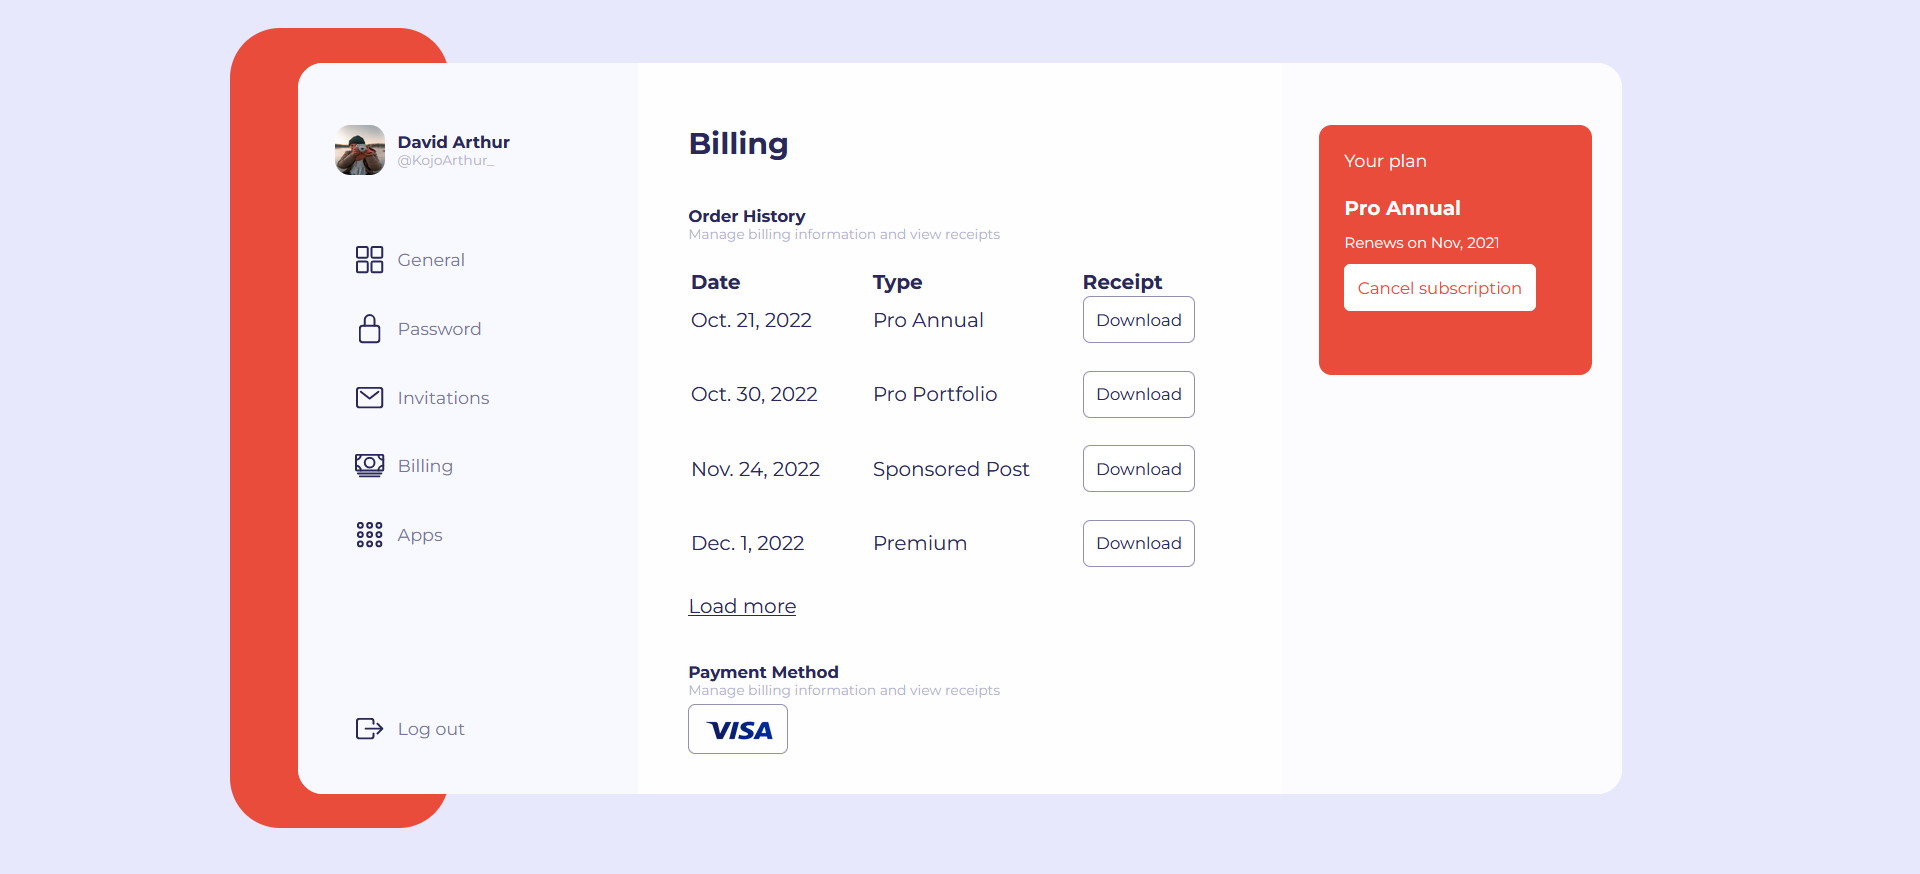 David Arthur
@KojoArthur_
General
Password
Invitations
Billing
Apps
Log out
Billing
Order History
Manage billing information and view receipts
Date Type Receipt
Oct. 21, 2022 Pro Annual Download
Oct. 30, 2022 Pro Portfolio Download
Nov. 24, 2022 Sponsored Post Download
Dec. 1, 2022 Premium Download
Load more
Payment Method
Manage billing information and view receipts
VISA
Your plan
Pro Annual
Renews on Nov, 2021
Cancel subscription